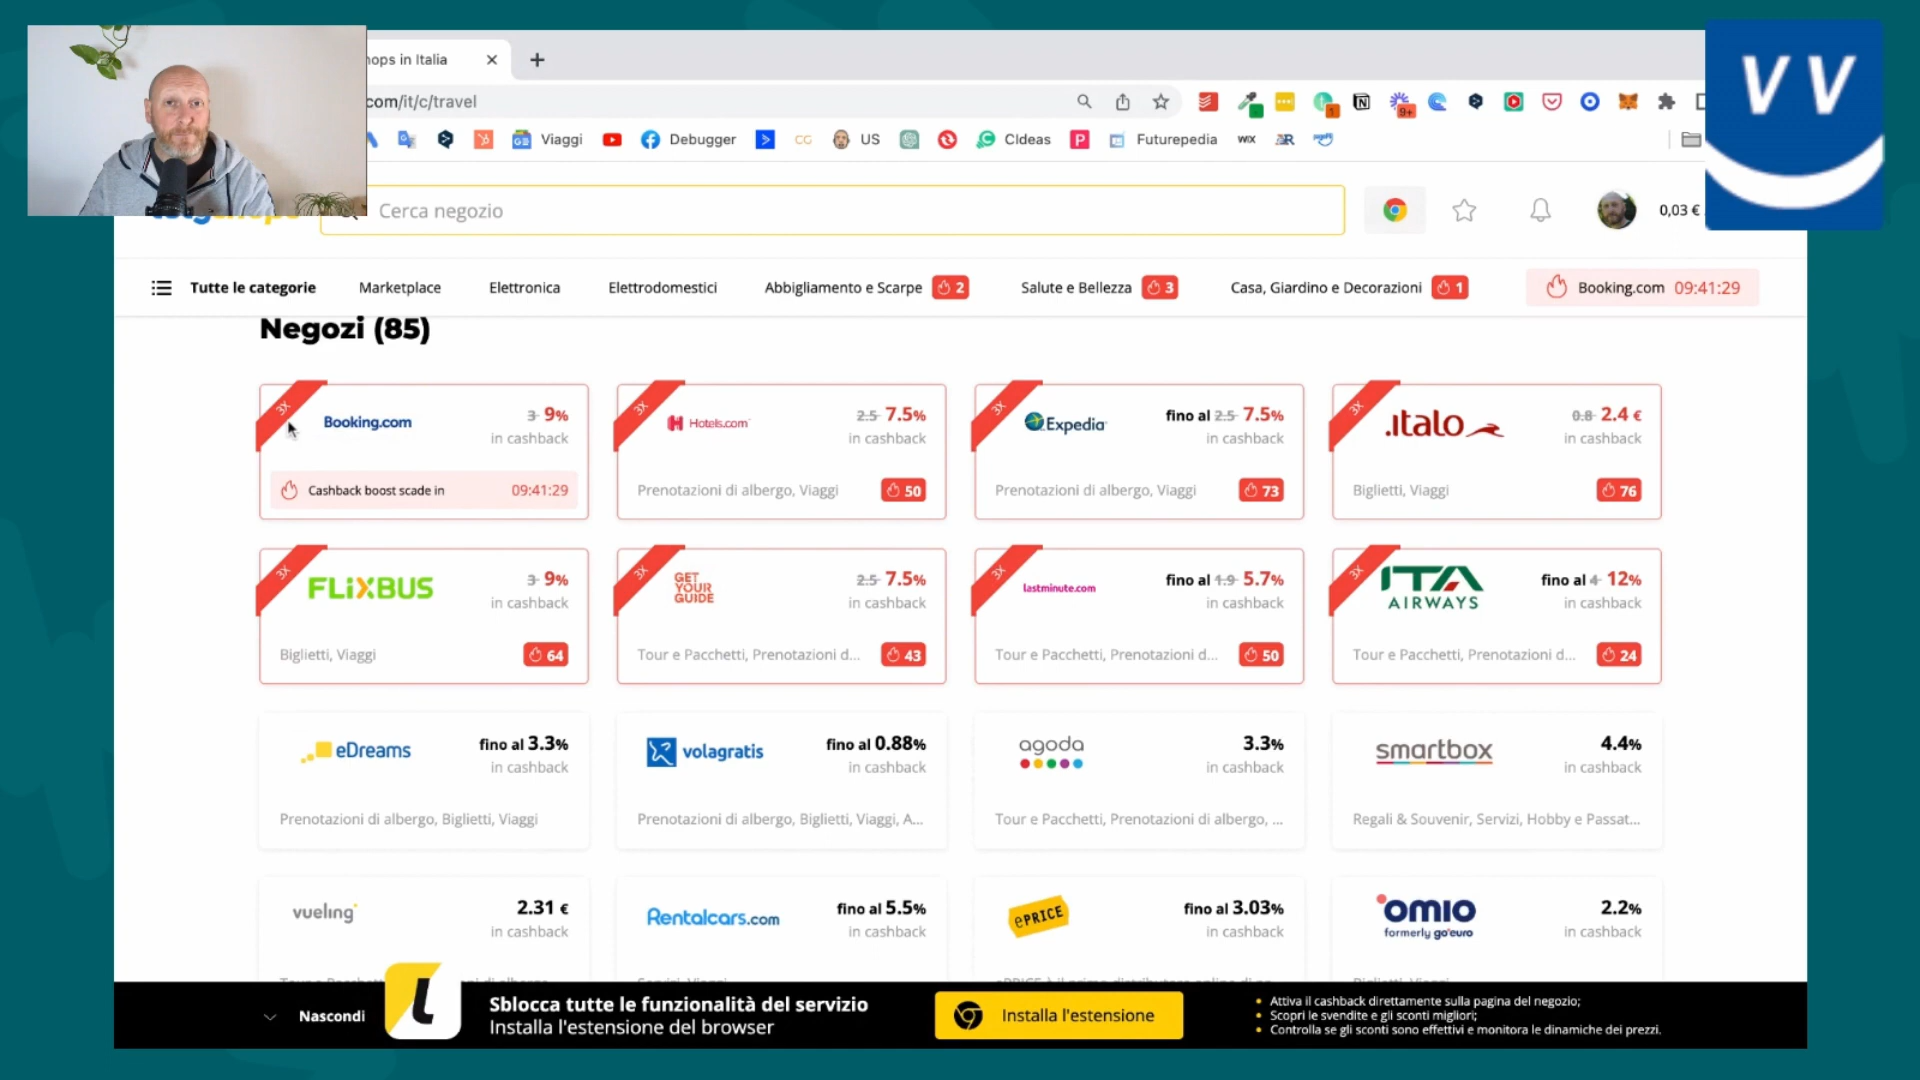 hops in Italia
com/it/c/travel
Viaggi
Debugger
CG
US
CIdeas
Futurepedia
WIX
VV
Cerca negozio
0,03 €
Tutte le categorie
Marketplace
Elettronica
Elettrodomestici
Abbigliamento e Scarpe 2
Salute e Bellezza 3
Casa, Giardino e Decorazioni 1
Booking.com 09:41:29
Negozi (85)
3X
Booking.com
3 9%
in cashback
Cashback boost scade in 09:41:29
3X
Hotels.com
2.5 7.5%
in cashback
Prenotazioni di albergo, Viaggi
50
3X
Expedia
fino al 2.5 7.5%
in cashback
Prenotazioni di albergo, Viaggi
73
3X
.italo
0.8 2.4 €
in cashback
Biglietti, Viaggi
76
3X
FLiXBUS
3 9%
in cashback
Biglietti, Viaggi
64
3X
GET
YOUR
GUIDE
2.5 7.5%
in cashback
Tour e Pacchetti, Prenotazioni d...
43
3X
lastminute.com
fino al 1.9 5.7%
in cashback
Tour e Pacchetti, Prenotazioni d...
50
3X
ITA
AIRWAYS
fino al 4 12%
in cashback
Tour e Pacchetti, Prenotazioni d...
24
eDreams
fino al 3.3%
in cashback
Prenotazioni di albergo, Biglietti, Viaggi
volagratis
fino al 0.88%
in cashback
Prenotazioni di albergo, Biglietti, Viaggi, A...
agoda
3.3%
in cashback
Tour e Pacchetti, Prenotazioni di albergo, ...
smartbox
4.4%
in cashback
Regali & Souvenir, Servizi, Hobby e Passat...
vueling
2.31 €
in cashback
Rentalcars.com
fino al 5.5%
in cashback
ePRICE
fino al 3.03%
in cashback
omio
formerly goeuro
2.2%
in cashback
Nascondi
Sblocca tutte le funzionalità del servizio
Installa l'estensione del browser
Installa l'estensione
• Attiva il cashback direttamente sulla pagina del negozio;
• Scopri le svendite e gli sconti migliori;
• Controlla se gli sconti sono effettivi e monitora le dinamiche dei prezzi.